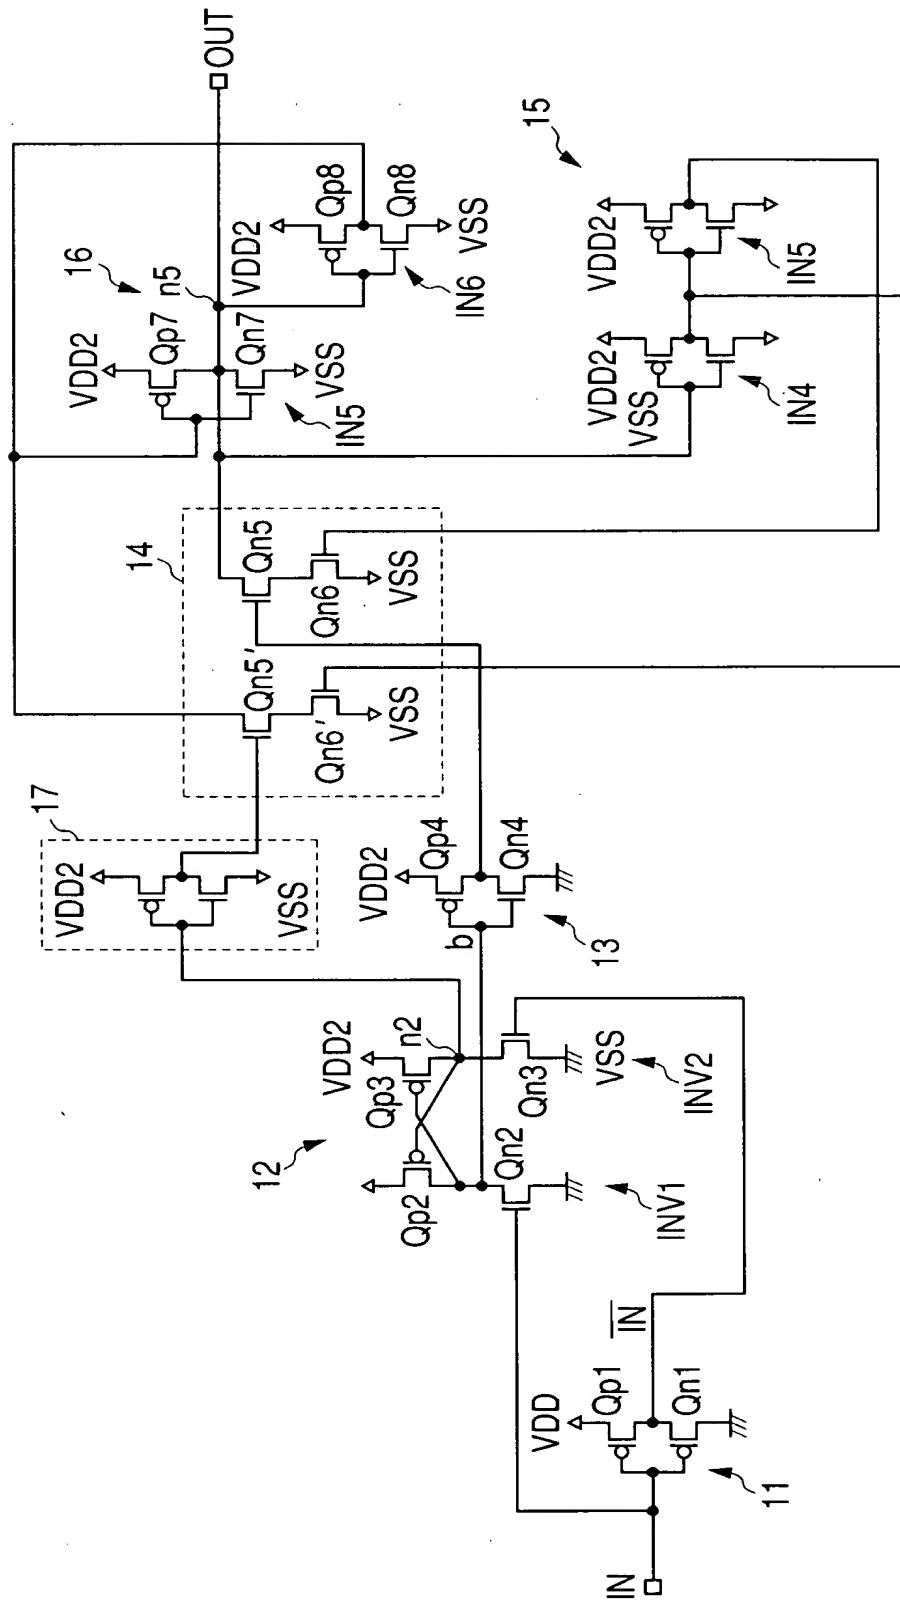 IN
11
VDD
Qp1
Qn1
IN
12
Qp2
Qp3
VDD2
n2
Qn2
Qn3
INV1
VSS
INV2
17
VDD2
VSS
VDD2
Qp4
b
Qn4
13
14
Qn5'
Qn6'
VSS
Qn5
Qn6
VSS
16
VDD2
Qp7
n5
Qn7
VSS
IN5
VDD2
Qp8
Qn8
VSS
IN6
OUT
15
VDD2
VSS
IN4
VDD2
IN5